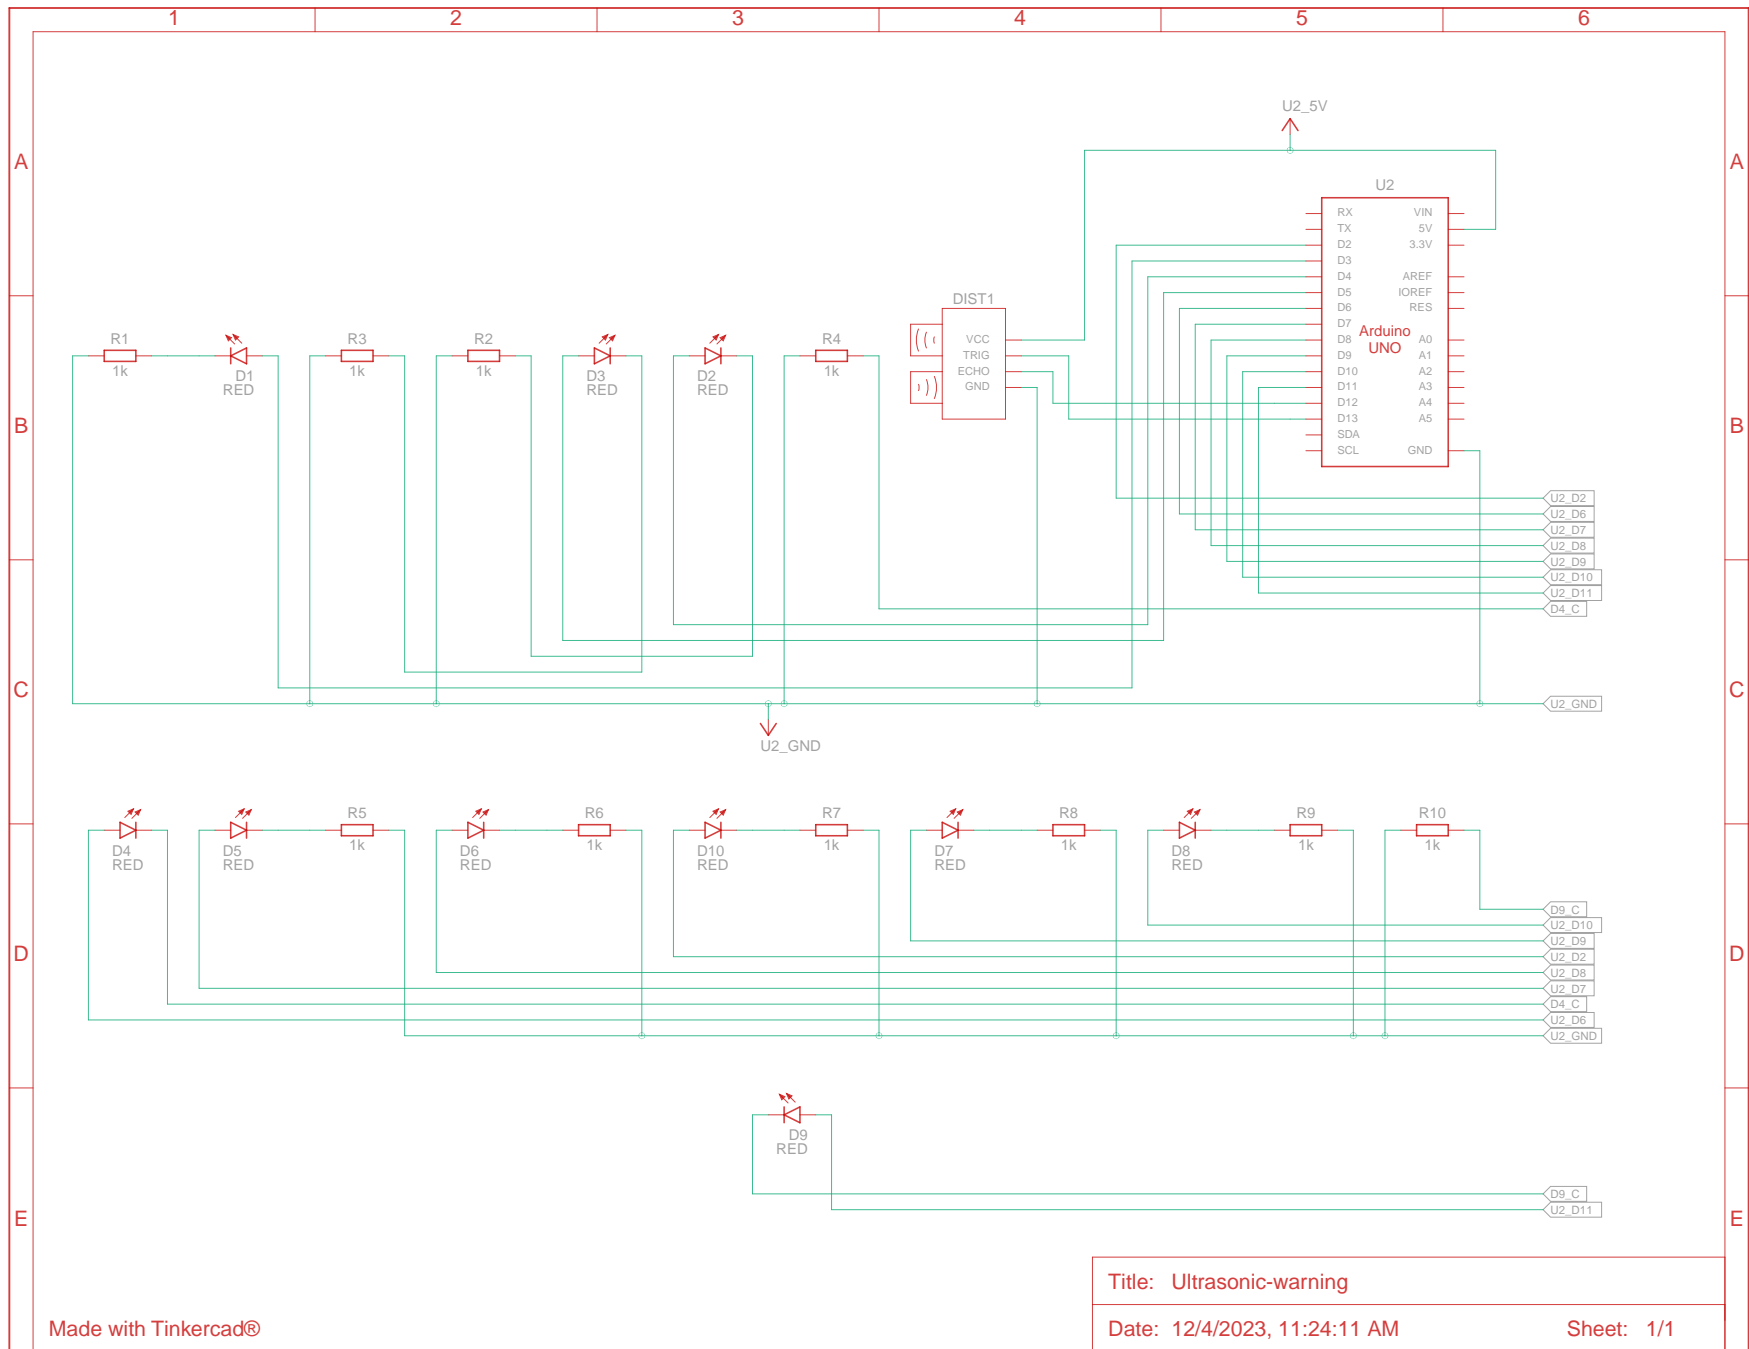 1 2 3 4 5 6
U2_5V
A A
U2
RX VIN
TX 5V
D2 3.3V
D3
D4 AREF
D5 IOREF
D6 RES
D7
Arduino
UNO
D8 A0
D9 A1
D10 A2
D11 A3
D12 A4
D13 A5
SDA
SCL GND
DIST1
VCC
TRIG
ECHO
GND
R1
1k
D1
RED
R3
1k
R2
1k
D3
RED
D2
RED
R4
1k
B B
U2_D2
U2_D6
U2_D7
U2_D8
U2_D9
U2_D10
U2_D11
D4_C
C C
U2_GND
U2_GND
D4
RED
D5
RED
R5
1k
D6
RED
R6
1k
D10
RED
R7
1k
D7
RED
R8
1k
D8
RED
R9
1k
R10
1k
D9_C
U2_D10
U2_D9
U2_D2
U2_D8
U2_D7
D4_C
U2_D6
U2_GND
D D
D9
RED
D9_C
U2_D11
E E
Title: Ultrasonic-warning
Made with Tinkercad®
Date: 12/4/2023, 11:24:11 AM Sheet: 1/1